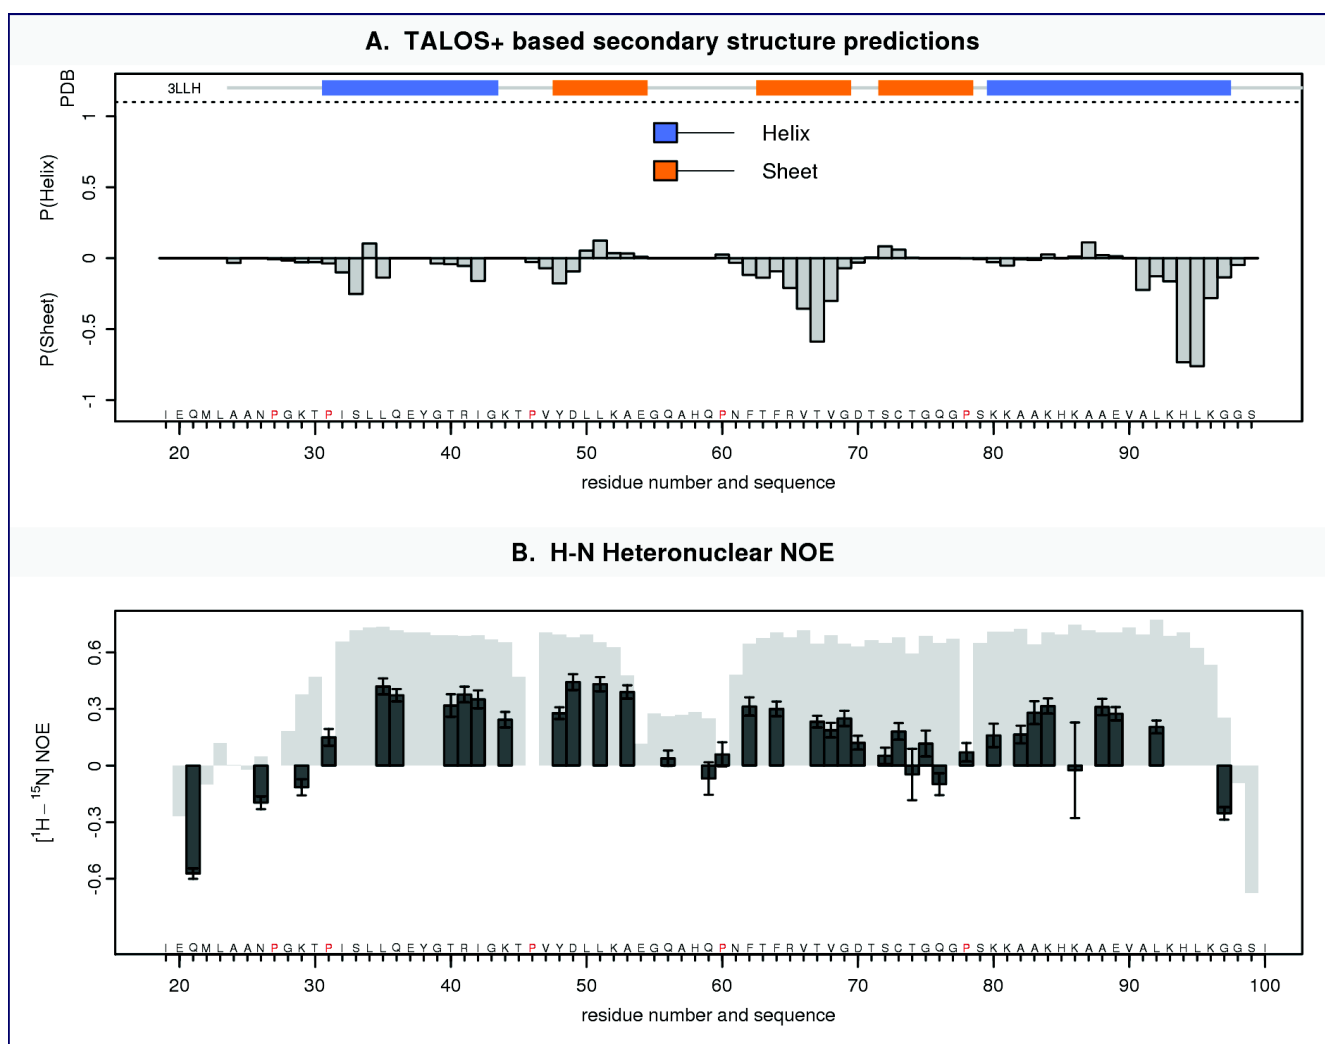 A. TALOS+ based secondary structure predictions
PDB
3LLH
Helix
Sheet
P(Helix)
P(Sheet)
1
0.5
0
-0.5
-1
I E Q M L A A N P G K T P I S L L Q E Y G T R I G K T P V Y D L L K A E G Q A H Q P N F T F R V T V G D T S C T G Q G P S K K A A K H K A A E V A L K H L K G G S
20 30 40 50 60 70 80 90
residue number and sequence
B. H-N Heteronuclear NOE
[¹H – ¹⁵N] NOE
0.6
0.3
0
-0.3
-0.6
I E Q M L A A N P G K T P I S L L Q E Y G T R I G K T P V Y D L L K A E G Q A H Q P N F T F R V T V G D T S C T G Q G P S K K A A K H K A A E V A L K H L K G G S I
20 30 40 50 60 70 80 90 100
residue number and sequence